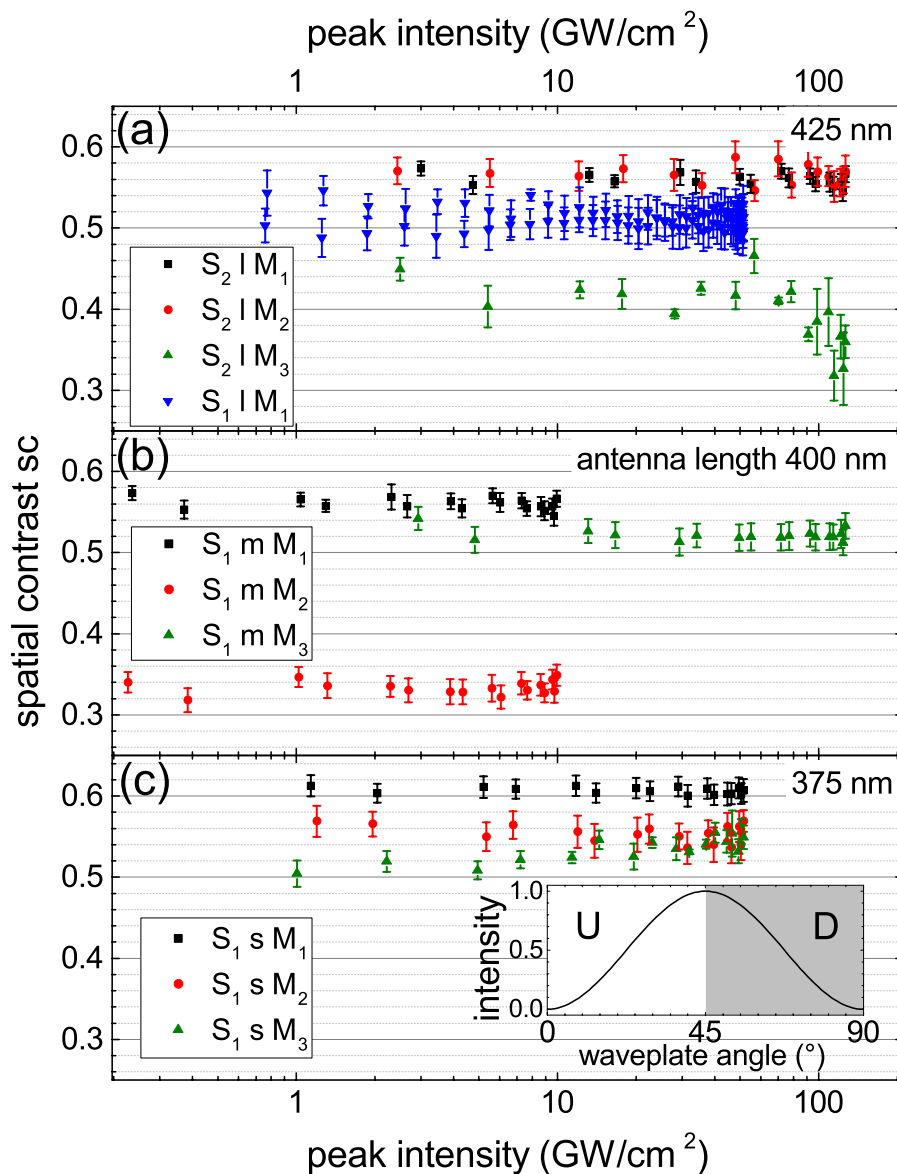 peak intensity (GW/cm²)
1 10 100
(a) 425 nm
0.6
0.5
0.4
0.3
S₂ l M₁
S₂ l M₂
S₂ l M₃
S₁ l M₁
spatial contrast sc
(b) antenna length 400 nm
0.6
0.5
0.4
0.3
S₁ m M₁
S₁ m M₂
S₁ m M₃
(c) 375 nm
0.6
0.5
0.4
0.3
S₁ s M₁
S₁ s M₂
S₁ s M₃
intensity
1.0
0.5
0.0
U D
0 45 90
waveplate angle (°)
1 10 100
peak intensity (GW/cm²)